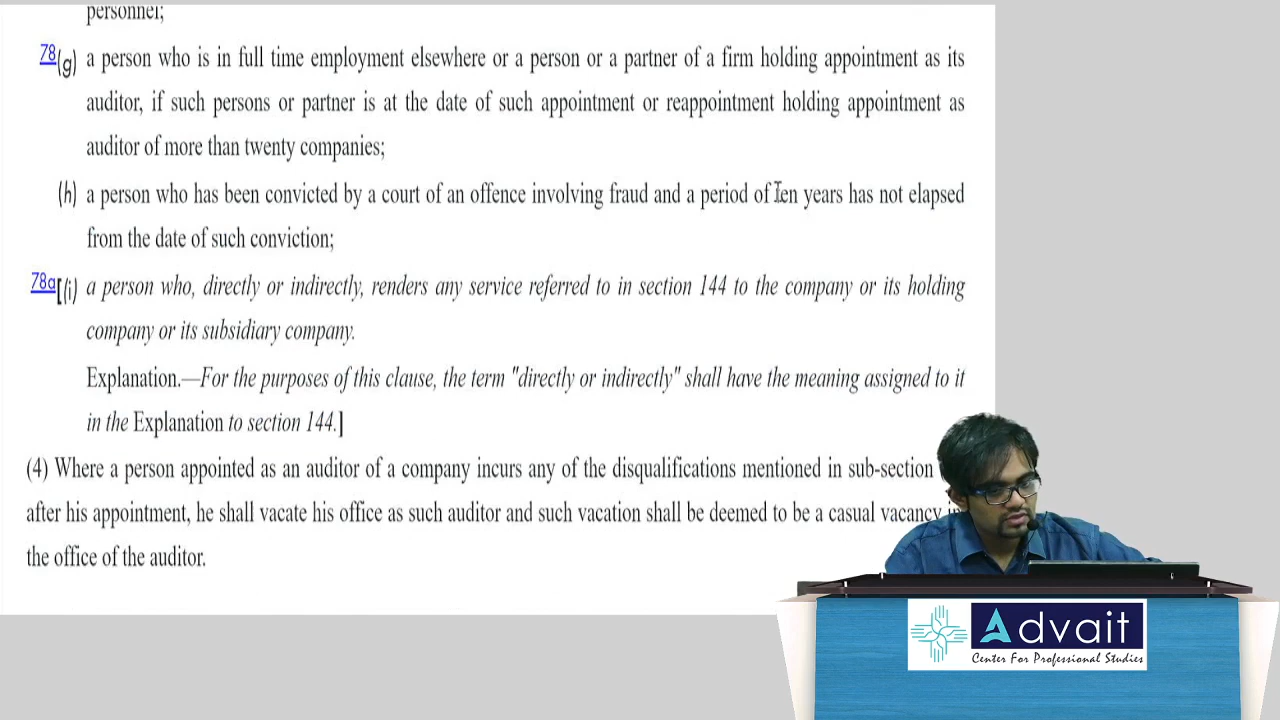 personnel;
78(g) a person who is in full time employment elsewhere or a person or a partner of a firm holding appointment as its
auditor, if such persons or partner is at the date of such appointment or reappointment holding appointment as
auditor of more than twenty companies;
(h) a person who has been convicted by a court of an offence involving fraud and a period of ten years has not elapsed
from the date of such conviction;
78a[(i) a person who, directly or indirectly, renders any service referred to in section 144 to the company or its holding
company or its subsidiary company.
Explanation.—For the purposes of this clause, the term "directly or indirectly" shall have the meaning assigned to it
in the Explanation to section 144.]
(4) Where a person appointed as an auditor of a company incurs any of the disqualifications mentioned in sub-section
after his appointment, he shall vacate his office as such auditor and such vacation shall be deemed to be a casual vacancy in
the office of the auditor.
Advait
Center For Professional Studies